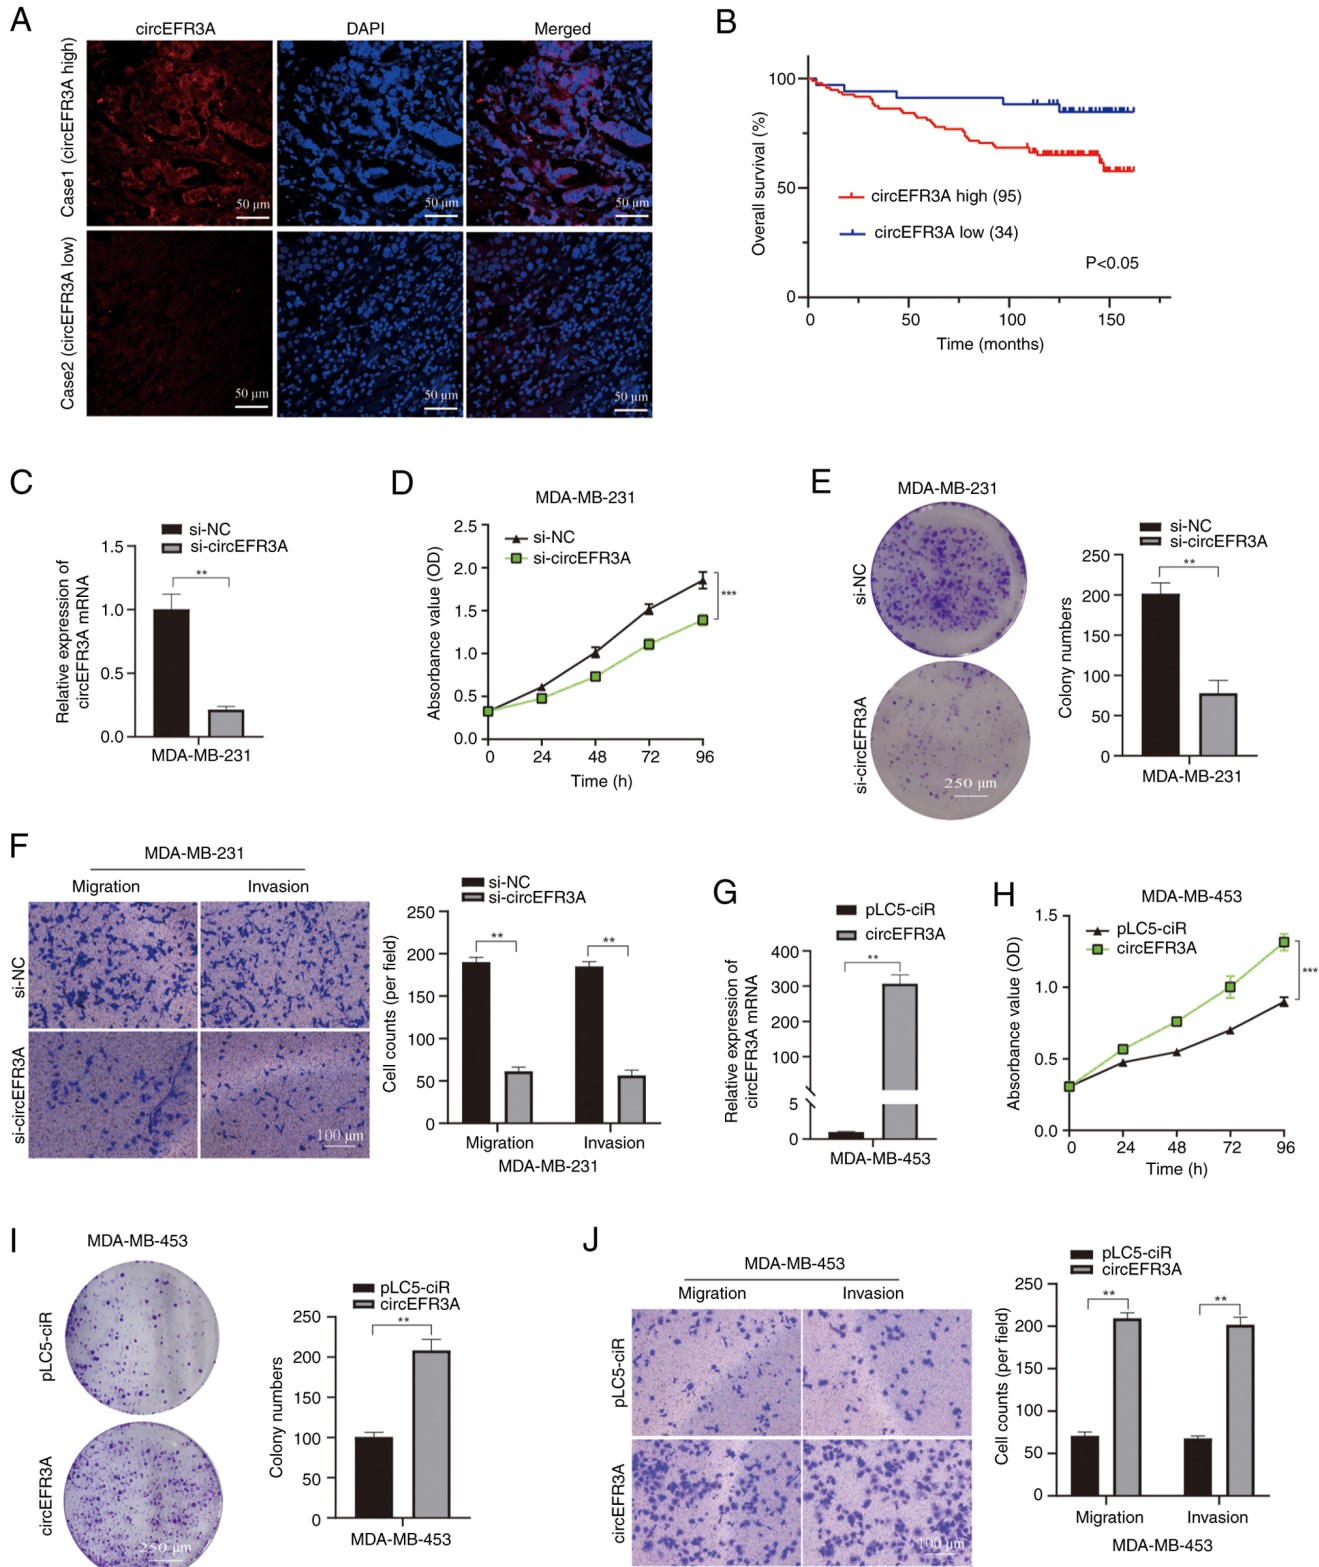 A
circEFR3A DAPI Merged
Case1 (circEFR3A high)
50 µm 50 µm 50 µm
Case2 (circEFR3A low)
50 µm 50 µm 50 µm
B
Overall survival (%)
100
50
0
circEFR3A high (95)
circEFR3A low (34)
P<0.05
0 50 100 150
Time (months)
C
si-NC
si-circEFR3A
Relative expression of
circEFR3A mRNA
1.5
1.0
0.5
0.0
**
MDA-MB-231
D
MDA-MB-231
si-NC
si-circEFR3A
Absorbance value (OD)
2.5
2.0
1.5
1.0
0.5
0.0
***
0 24 48 72 96
Time (h)
E
MDA-MB-231
si-NC
si-circEFR3A
250 µm
si-NC
si-circEFR3A
Colony numbers
250
200
150
100
50
0
**
MDA-MB-231
F
MDA-MB-231
Migration Invasion
si-NC
si-circEFR3A
100 µm
si-NC
si-circEFR3A
Cell counts (per field)
250
200
150
100
50
0
** **
Migration Invasion
MDA-MB-231
G
pLC5-ciR
circEFR3A
Relative expression of
circEFR3A mRNA
400
300
200
100
5
0
**
MDA-MB-453
H
MDA-MB-453
pLC5-ciR
circEFR3A
Absorbance value (OD)
1.5
1.0
0.5
0.0
***
0 24 48 72 96
Time (h)
I
MDA-MB-453
pLC5-ciR
circEFR3A
250 µm
pLC5-ciR
circEFR3A
Colony numbers
250
200
150
100
50
0
**
MDA-MB-453
J
MDA-MB-453
Migration Invasion
pLC5-ciR
circEFR3A
100 µm
pLC5-ciR
circEFR3A
Cell counts (per field)
250
200
150
100
50
0
** **
Migration Invasion
MDA-MB-453